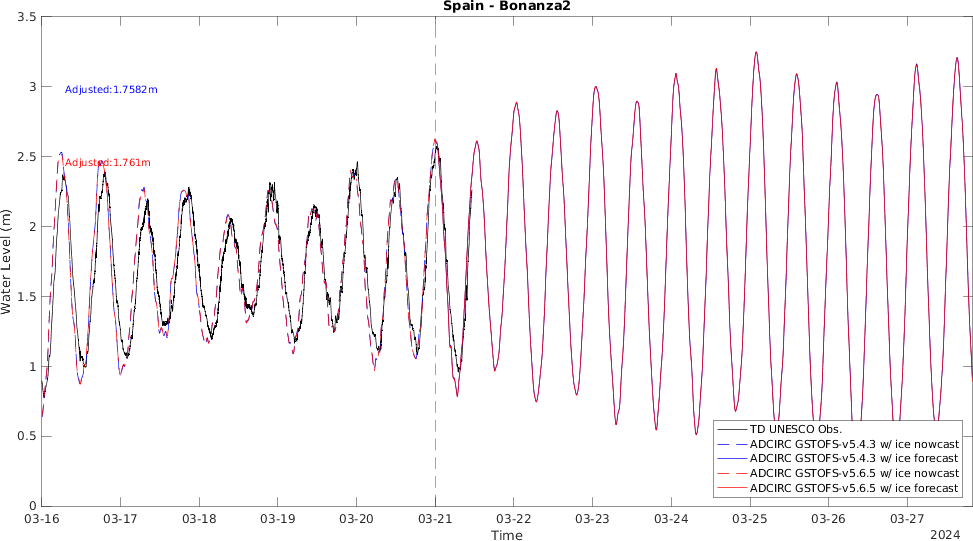 Spain - Bonanza2
Water Level (m)
3.5
3
2.5
2
1.5
1
0.5
0
Adjusted:1.7582m
Adjusted:1.761m
TD UNESCO Obs.
ADCIRC GSTOFS-v5.4.3 w/ ice nowcast
ADCIRC GSTOFS-v5.4.3 w/ ice forecast
ADCIRC GSTOFS-v5.6.5 w/ ice nowcast
ADCIRC GSTOFS-v5.6.5 w/ ice forecast
03-16 03-17 03-18 03-19 03-20 03-21 03-22 03-23 03-24 03-25 03-26 03-27
Time
2024